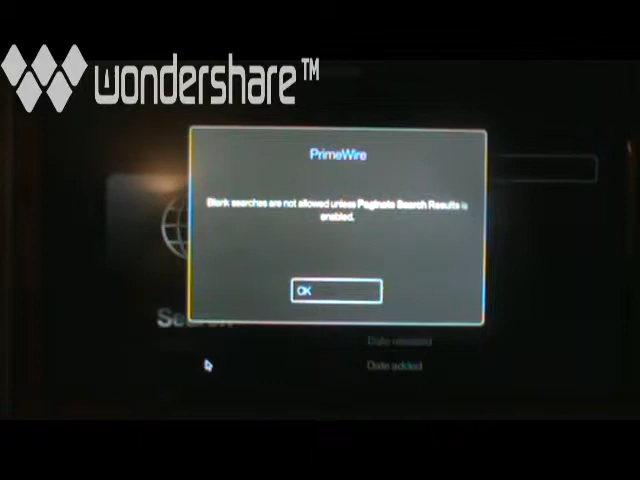 wondershare™
PrimeWire
Blank searches are not allowed unless Paginate Search Results is
enabled.
OK
Search
Date released
Date added